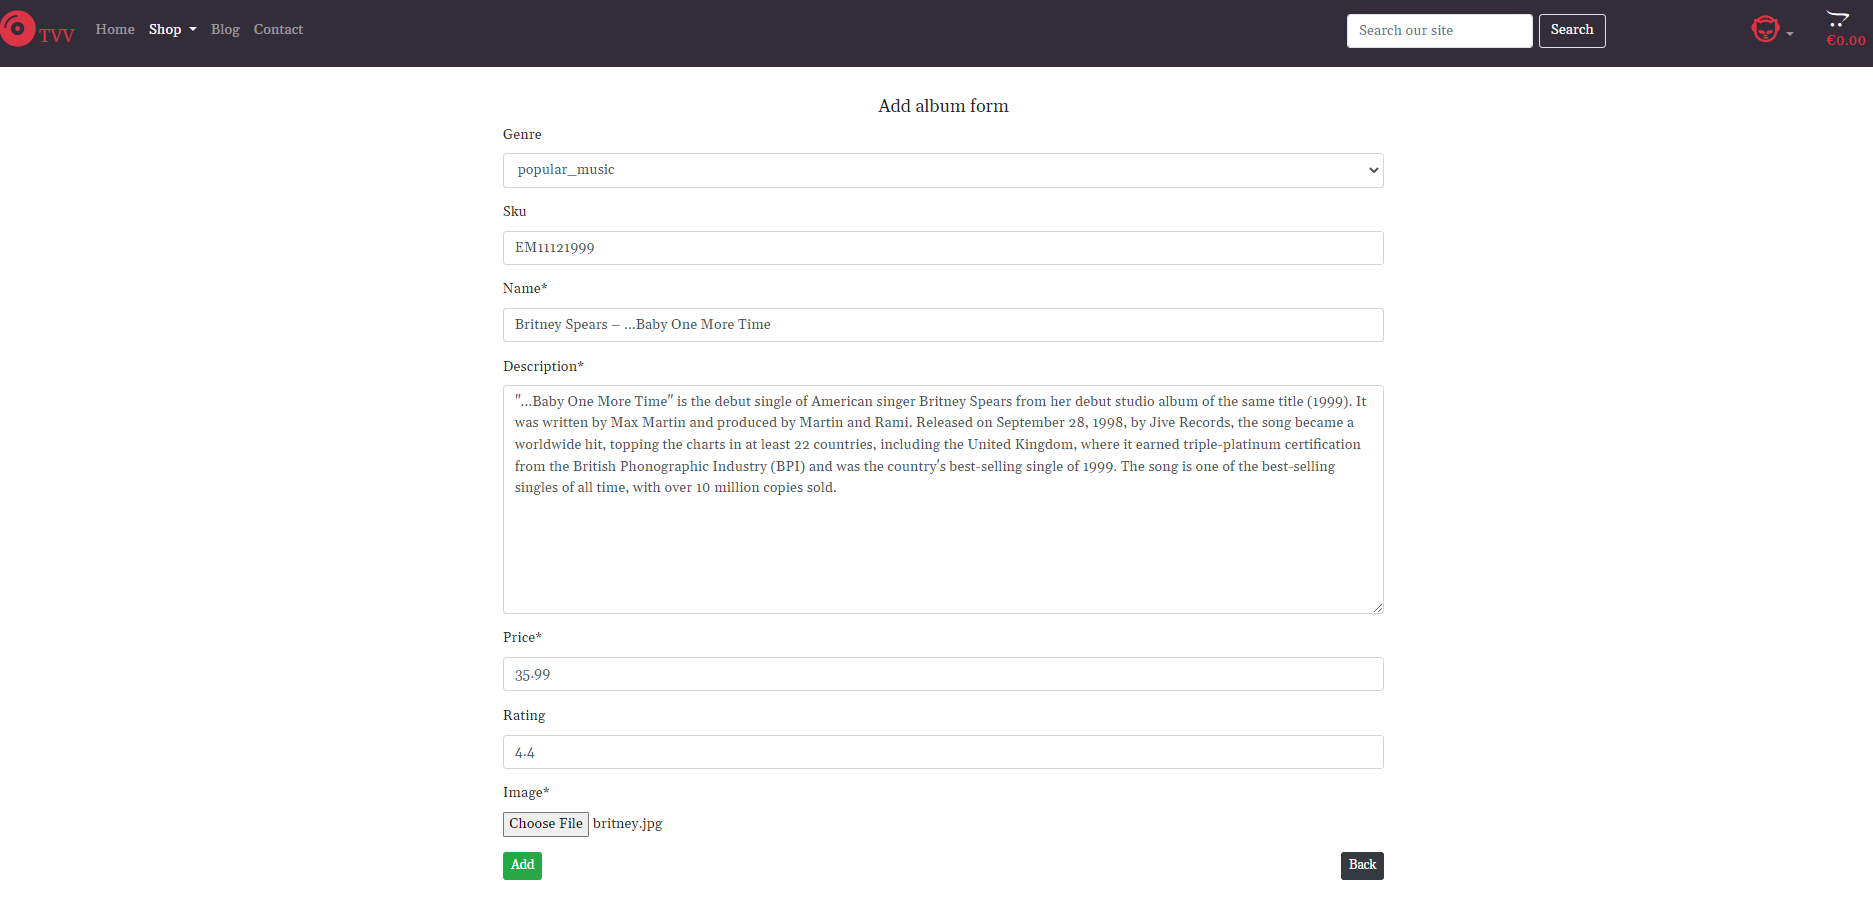 TVV Home Shop Blog Contact Search our site Search €0.00
Add album form
Genre
popular_music
Sku
EM11121999
Name*
Britney Spears – ...Baby One More Time
Description*
"...Baby One More Time" is the debut single of American singer Britney Spears from her debut studio album of the same title (1999). It
was written by Max Martin and produced by Martin and Rami. Released on September 28, 1998, by Jive Records, the song became a
worldwide hit, topping the charts in at least 22 countries, including the United Kingdom, where it earned triple-platinum certification
from the British Phonographic Industry (BPI) and was the country's best-selling single of 1999. The song is one of the best-selling
singles of all time, with over 10 million copies sold.
Price*
35.99
Rating
4.4
Image*
Choose File britney.jpg
Add Back